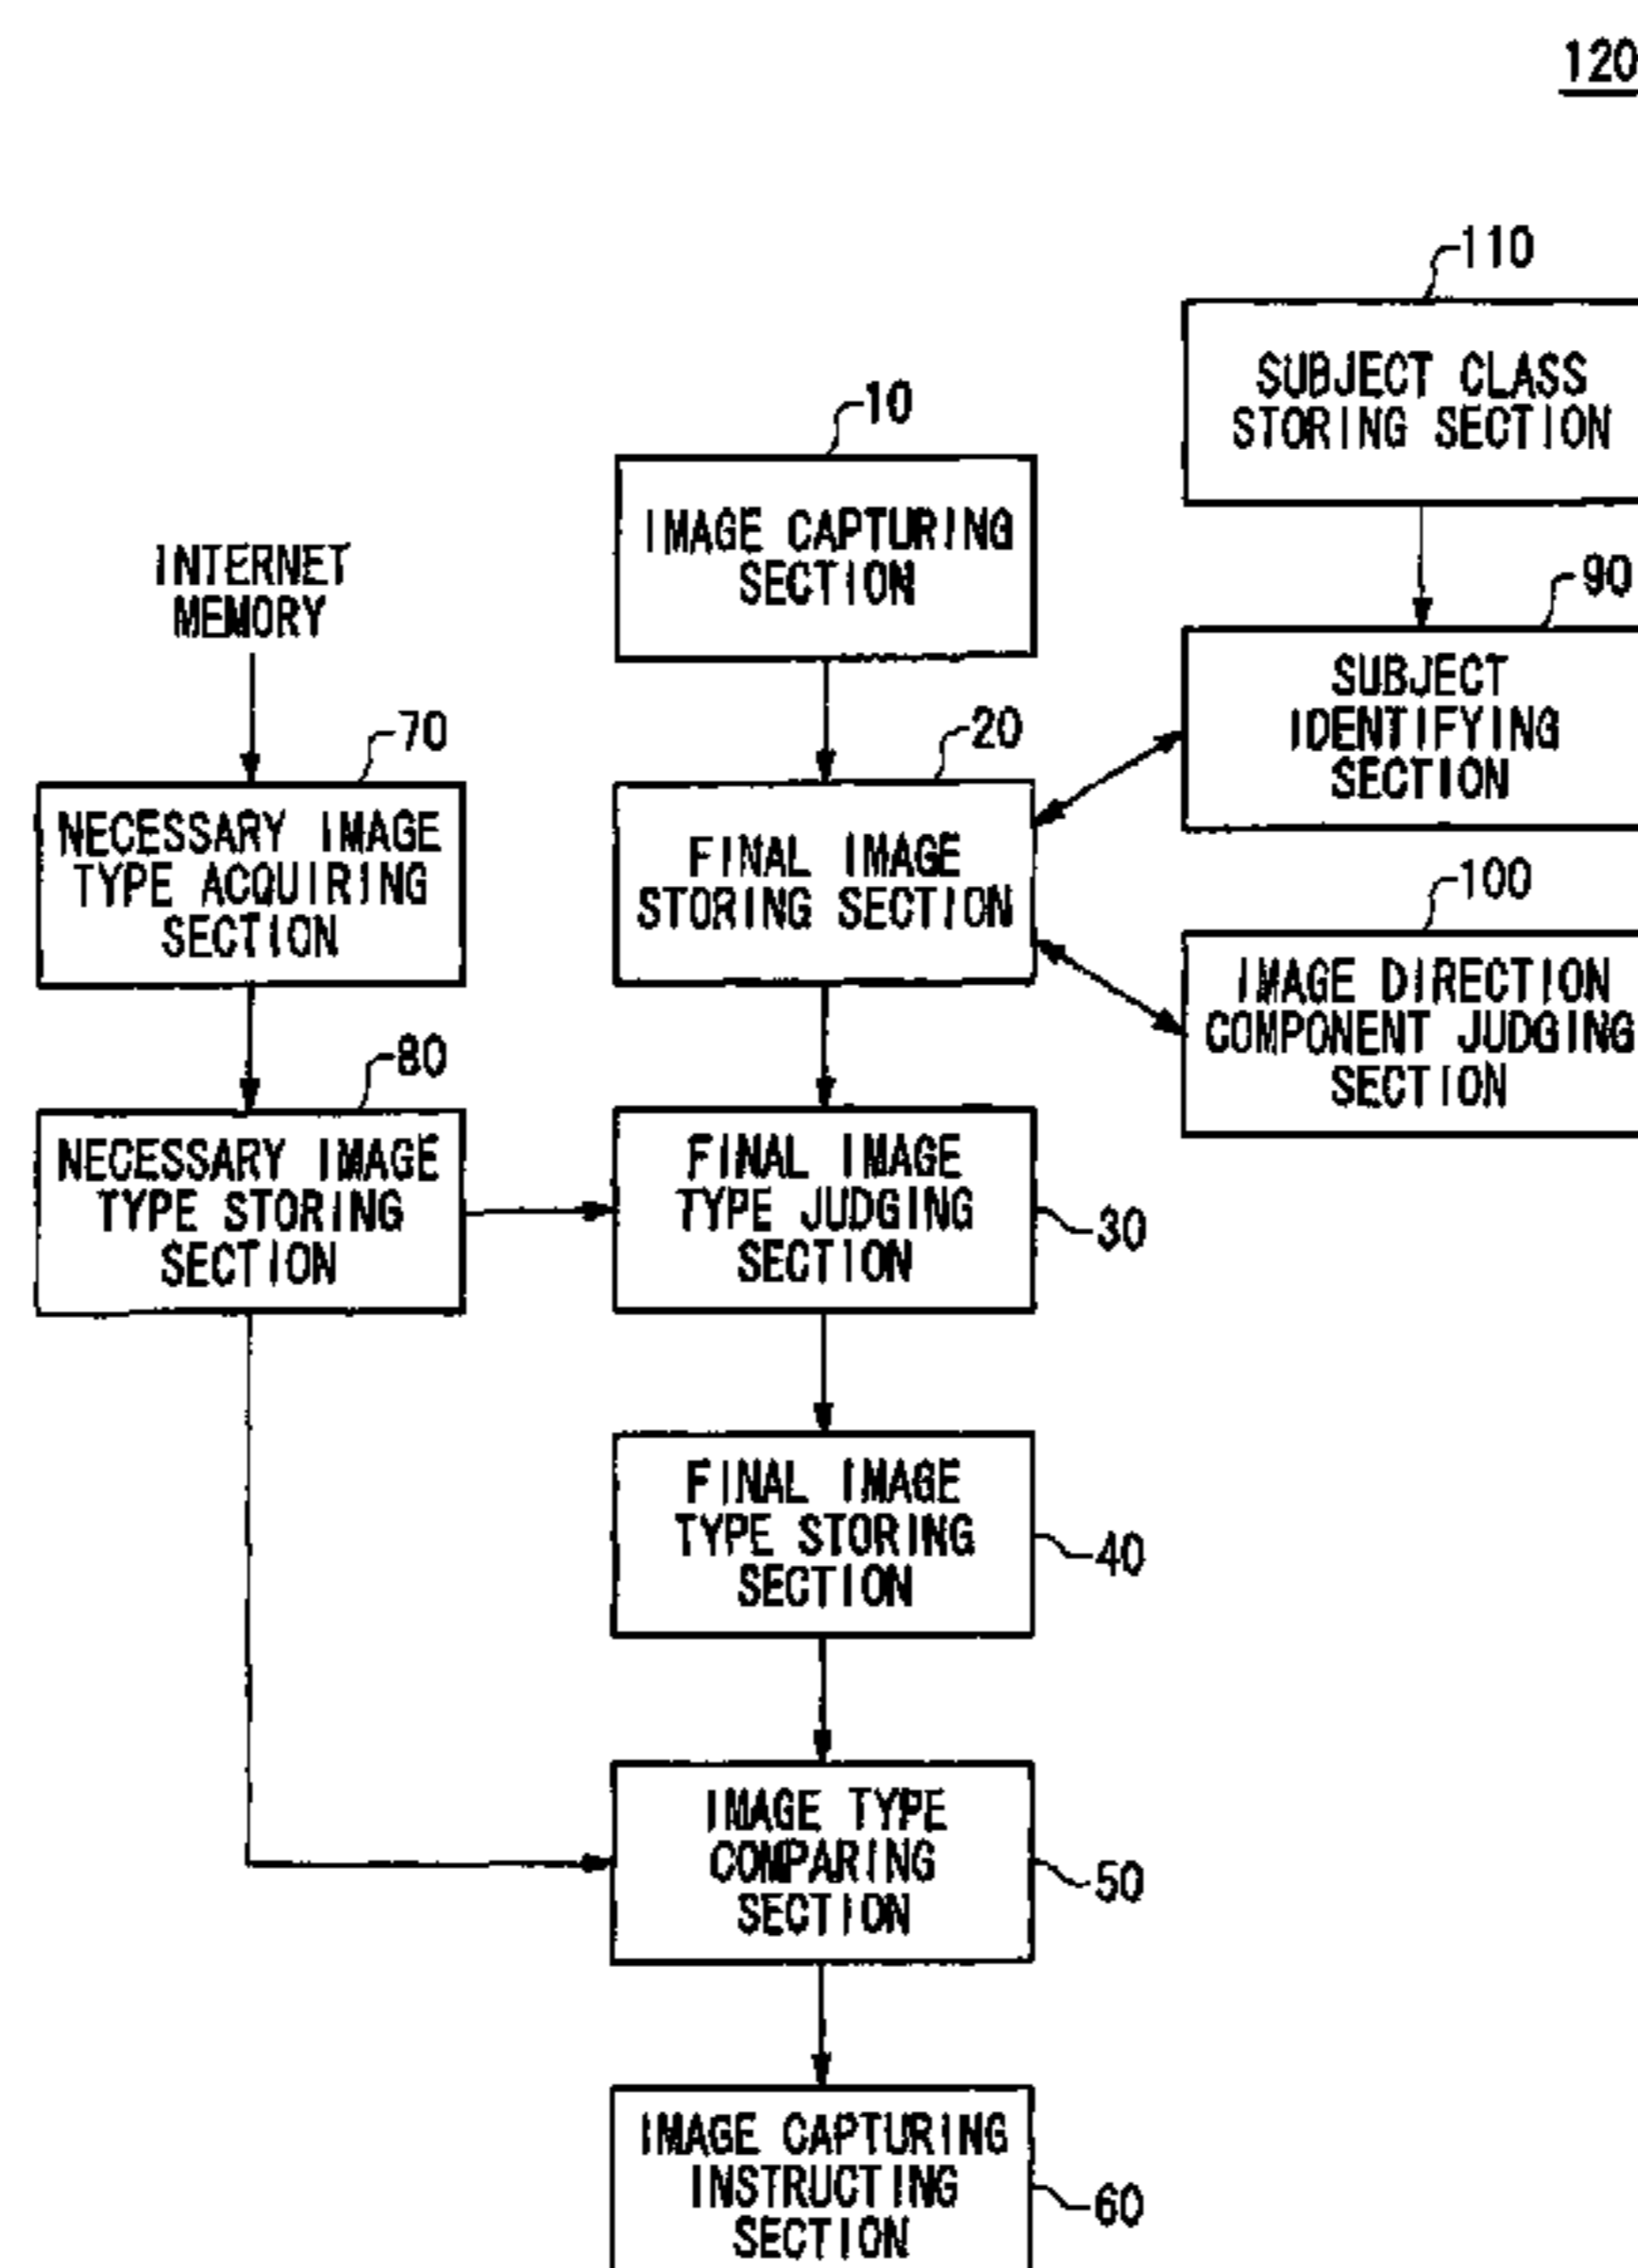 120
110
SUBJECT CLASS
STORING SECTION
10
IMAGE CAPTURING
SECTION
INTERNET
MEMORY
90
SUBJECT
IDENTIFYING
SECTION
70
NECESSARY IMAGE
TYPE ACQUIRING
SECTION
20
FINAL IMAGE
STORING SECTION
100
IMAGE DIRECTION
COMPONENT JUDGING
SECTION
80
NECESSARY IMAGE
TYPE STORING
SECTION
FINAL IMAGE
TYPE JUDGING
SECTION
30
FINAL IMAGE
TYPE STORING
SECTION
40
IMAGE TYPE
COMPARING
SECTION
50
IMAGE CAPTURING
INSTRUCTING
SECTION
60